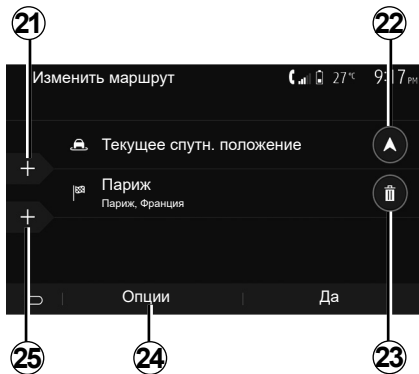 21
22
Изменить маршрут 27°C 9:17 PM
Текущее спутн. положение
Париж
Париж, Франция
Опции Да
25
24
23